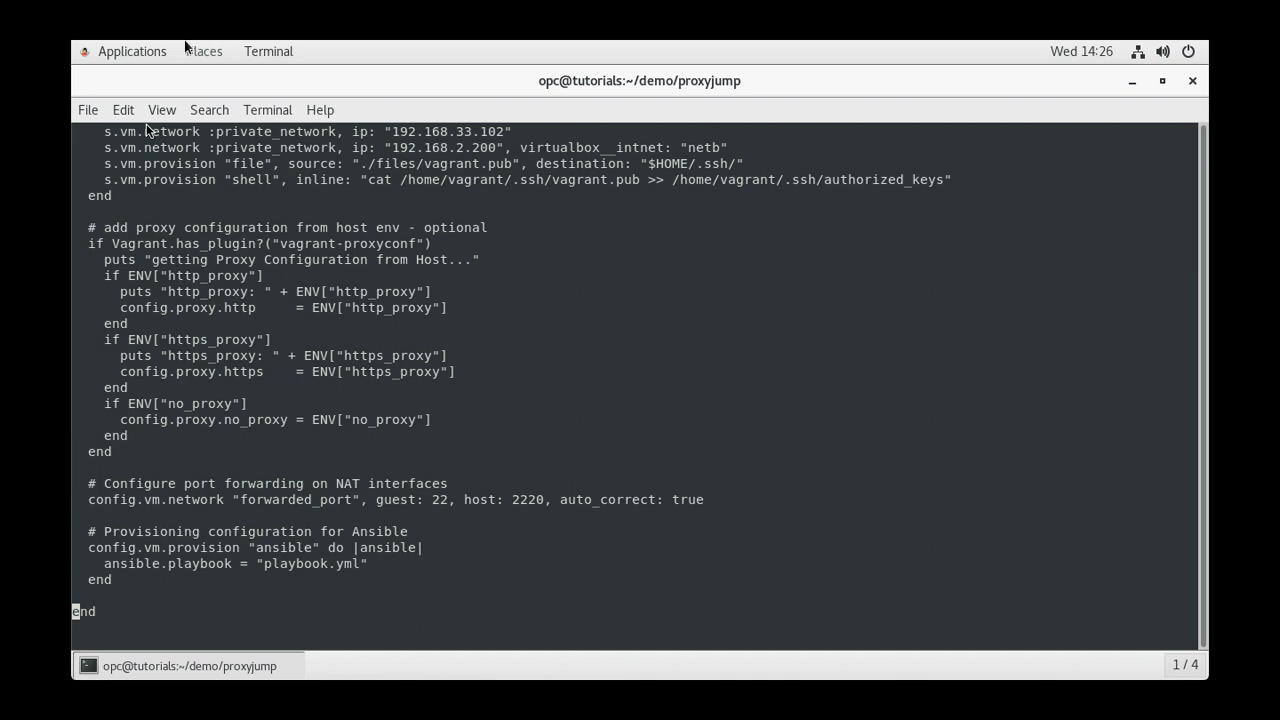 Applications Places Terminal Wed 14:26
opc@tutorials:~/demo/proxyjump
File Edit View Search Terminal Help
    s.vm.network :private_network, ip: "192.168.33.102"
    s.vm.network :private_network, ip: "192.168.2.200", virtualbox__intnet: "netb"
    s.vm.provision "file", source: "./files/vagrant.pub", destination: "$HOME/.ssh/"
    s.vm.provision "shell", inline: "cat /home/vagrant/.ssh/vagrant.pub >> /home/vagrant/.ssh/authorized_keys"
  end
  # add proxy configuration from host env - optional
  if Vagrant.has_plugin?("vagrant-proxyconf")
    puts "getting Proxy Configuration from Host..."
    if ENV["http_proxy"]
      puts "http_proxy: " + ENV["http_proxy"]
      config.proxy.http     = ENV["http_proxy"]
    end
    if ENV["https_proxy"]
      puts "https_proxy: " + ENV["https_proxy"]
      config.proxy.https    = ENV["https_proxy"]
    end
    if ENV["no_proxy"]
      config.proxy.no_proxy = ENV["no_proxy"]
    end
  end
  # Configure port forwarding on NAT interfaces
  config.vm.network "forwarded_port", guest: 22, host: 2220, auto_correct: true
  # Provisioning configuration for Ansible
  config.vm.provision "ansible" do |ansible|
    ansible.playbook = "playbook.yml"
  end
end
opc@tutorials:~/demo/proxyjump 1 / 4